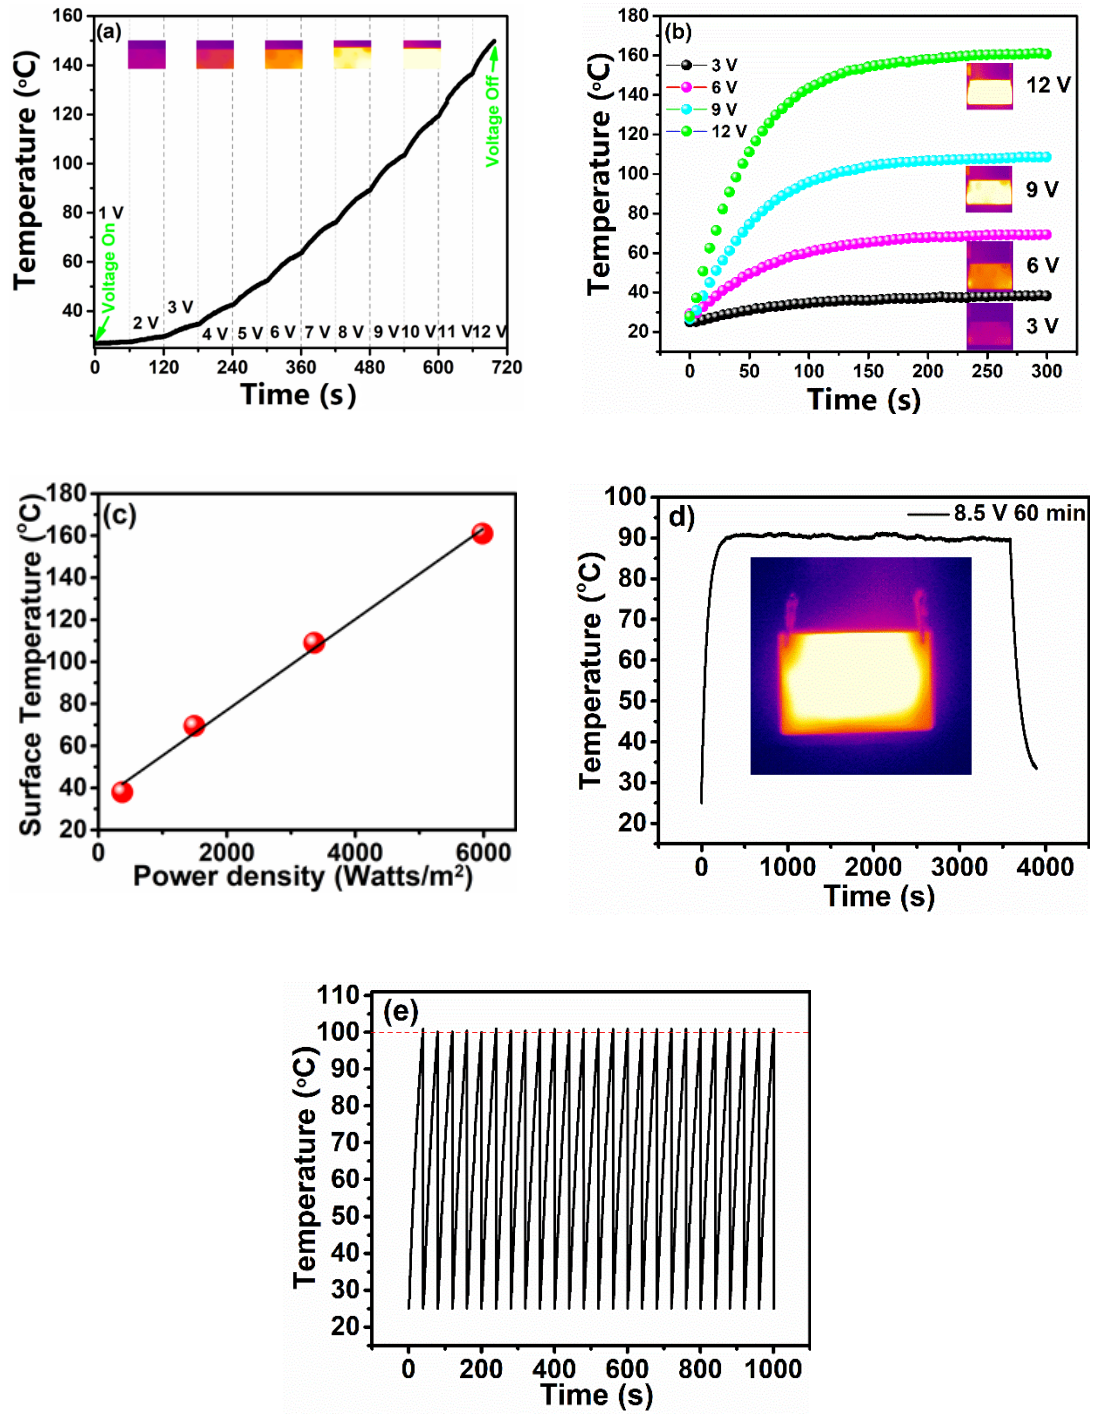 (a)
Temperature (°C)
160
140
120
100
80
60
40
1 V
Voltage On
2 V
3 V
4 V 5 V 6 V 7 V 8 V 9 V 10 V 11 V 12 V
Voltage Off
0 120 240 360 480 600 720
Time (s)
(b)
Temperature (°C)
180
160
140
120
100
80
60
40
20
3 V
6 V
9 V
12 V
12 V
9 V
6 V
3 V
0 50 100 150 200 250 300
Time (s)
(c)
Surface Temperature (°C)
180
160
140
120
100
80
60
40
20
0 2000 4000 6000
Power density (Watts/m²)
d)
8.5 V 60 min
Temperature (°C)
100
90
80
70
60
50
40
30
20
0 1000 2000 3000 4000
Time (s)
(e)
Temperature (°C)
110
100
90
80
70
60
50
40
30
20
0 200 400 600 800 1000
Time (s)